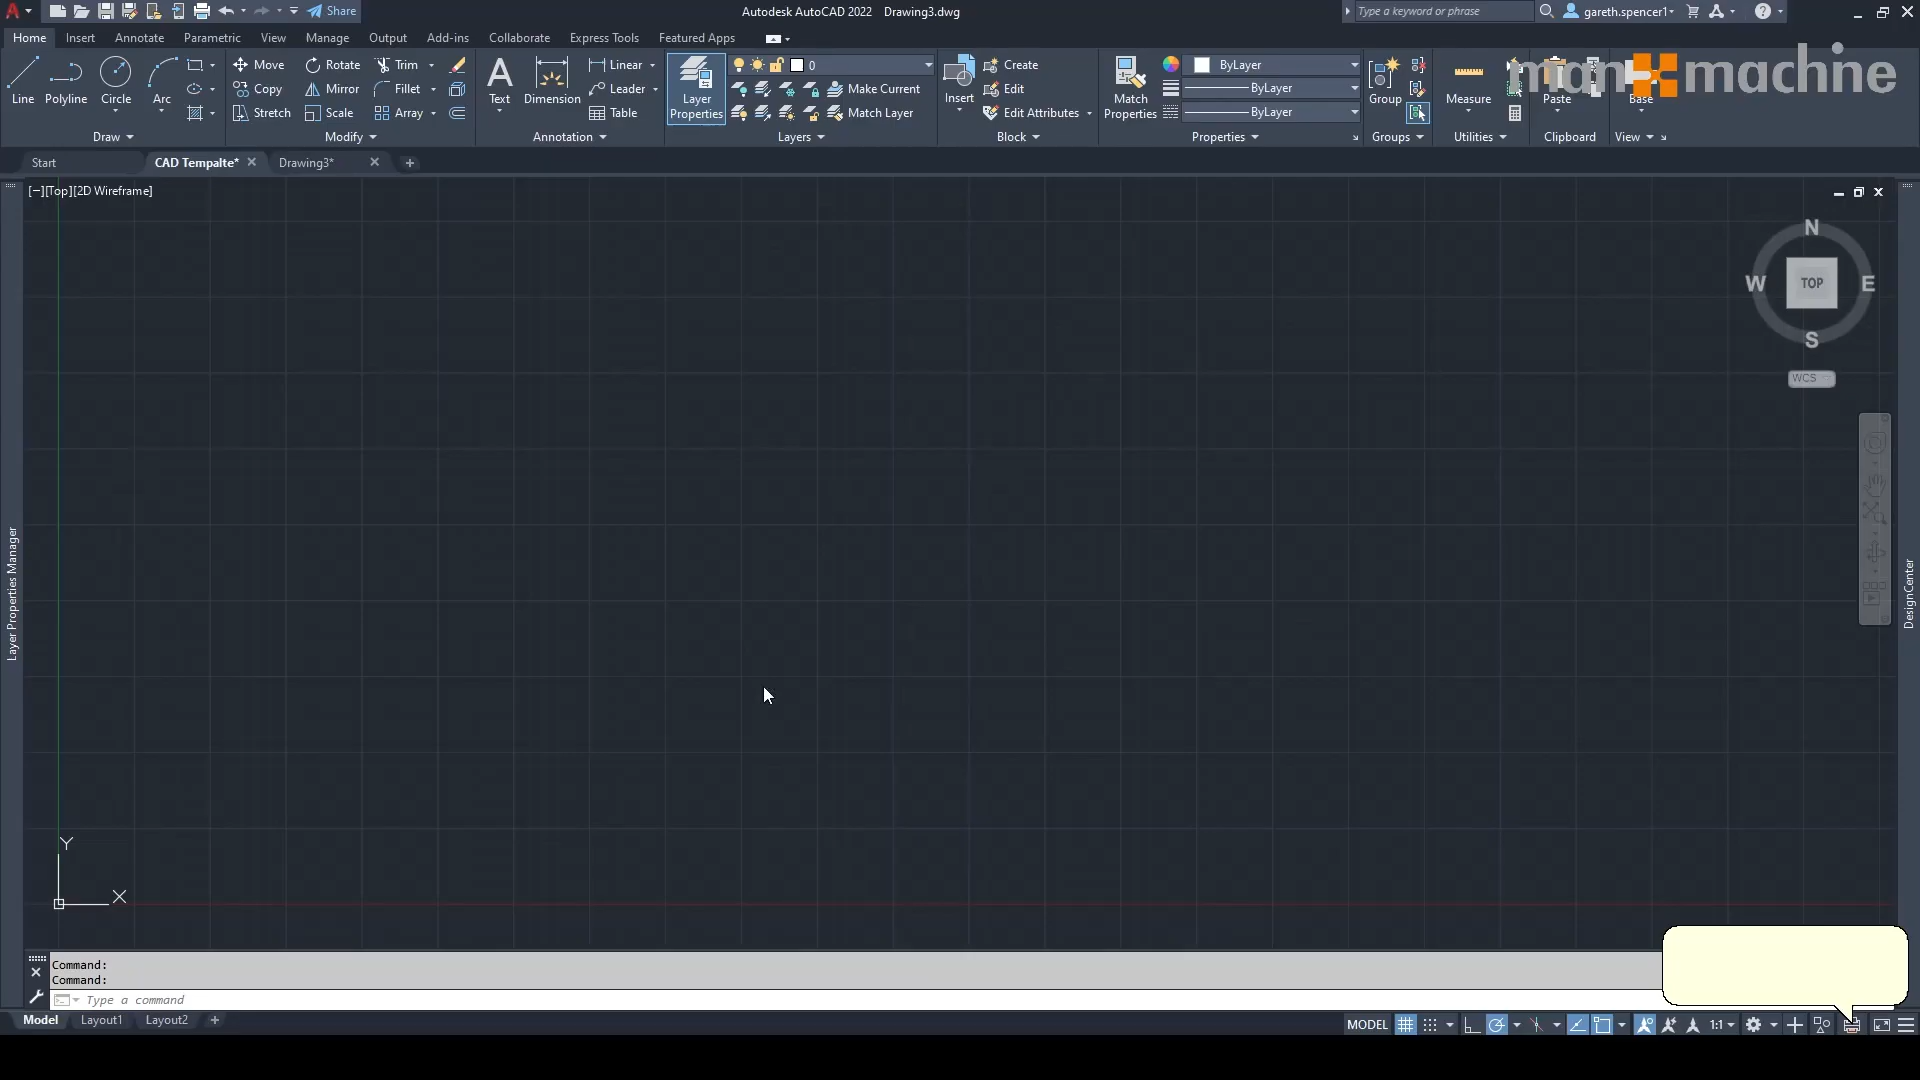 Share
Autodesk AutoCAD 2022 Drawing3.dwg
Type a keyword or phrase
gareth.spencer1
Home Insert Annotate Parametric View Manage Output Add-ins Collaborate Express Tools Featured Apps
Line
Polyline
Circle
Arc
Draw
Move
Rotate
Trim
Copy
Mirror
Fillet
Stretch
Scale
Array
Modify
Text
Dimension
Linear
Leader
Table
Annotation
Layer
Properties
0
Make Current
Match Layer
Layers
Insert
Create
Edit
Edit Attributes
Block
Match
Properties
ByLayer
ByLayer
ByLayer
Properties
Group
Groups
Measure
Utilities
Paste
Clipboard
Base
View
machine
Start
CAD Tempalte*
Drawing3*
[−][Top][2D Wireframe]
N
W
TOP
E
S
WCS
Layer Properties Manager
DesignCenter
Y
X
Command:
Command:
Type a command
Model Layout1 Layout2
MODEL
1:1